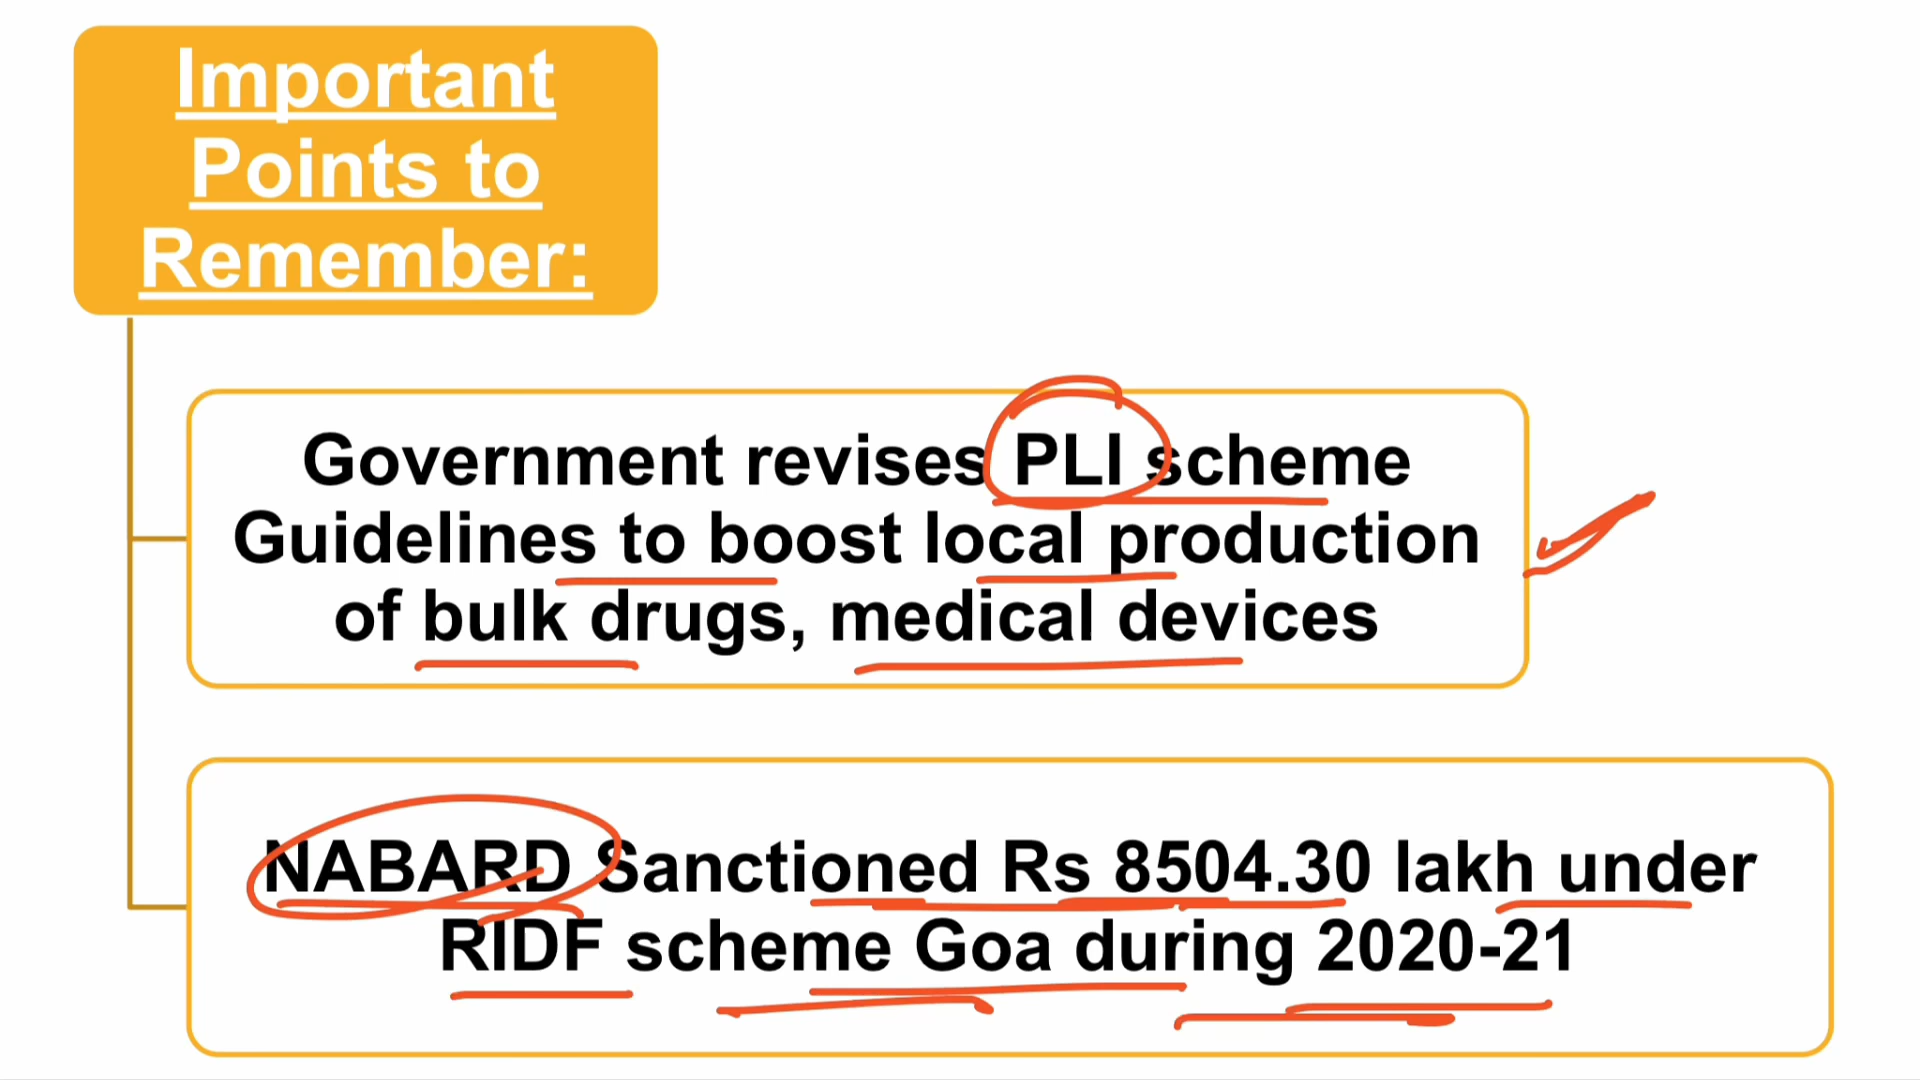 Important
Points to
Remember:
Government revises PLI scheme
Guidelines to boost local production
of bulk drugs, medical devices
NABARD Sanctioned Rs 8504.30 lakh under
RIDF scheme Goa during 2020-21